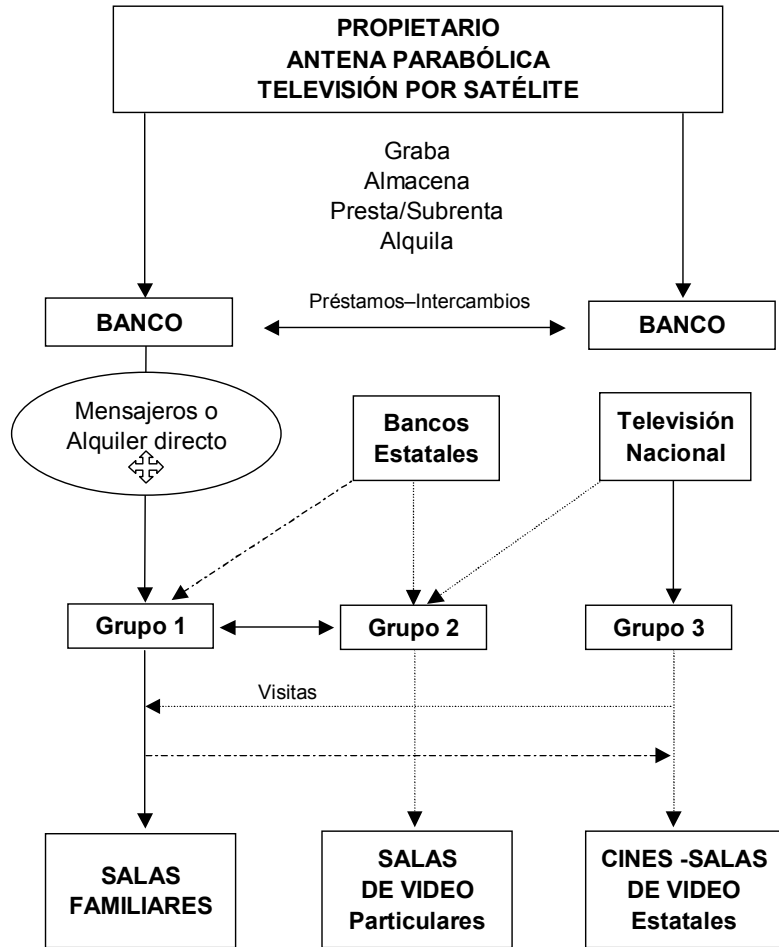 PROPIETARIO
ANTENA PARABÓLICA
TELEVISIÓN POR SATÉLITE
Graba
Almacena
Presta/Subrenta
Alquila
BANCO
Préstamos–Intercambios
BANCO
Mensajeros o
Alquiler directo
Bancos
Estatales
Televisión
Nacional
Grupo 1
Grupo 2
Grupo 3
Visitas
SALAS
FAMILIARES
SALAS
DE VIDEO
Particulares
CINES -SALAS
DE VIDEO
Estatales